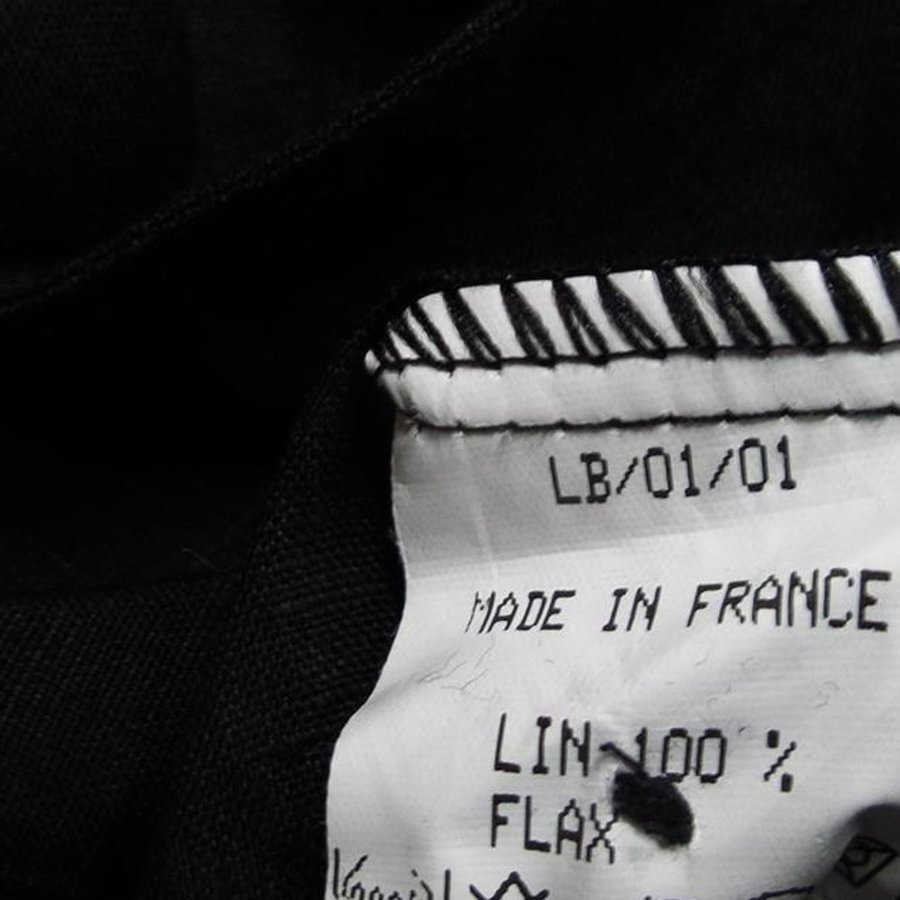 LB/01/01
MADE IN FRANCE
LIN 100 %
FLAX